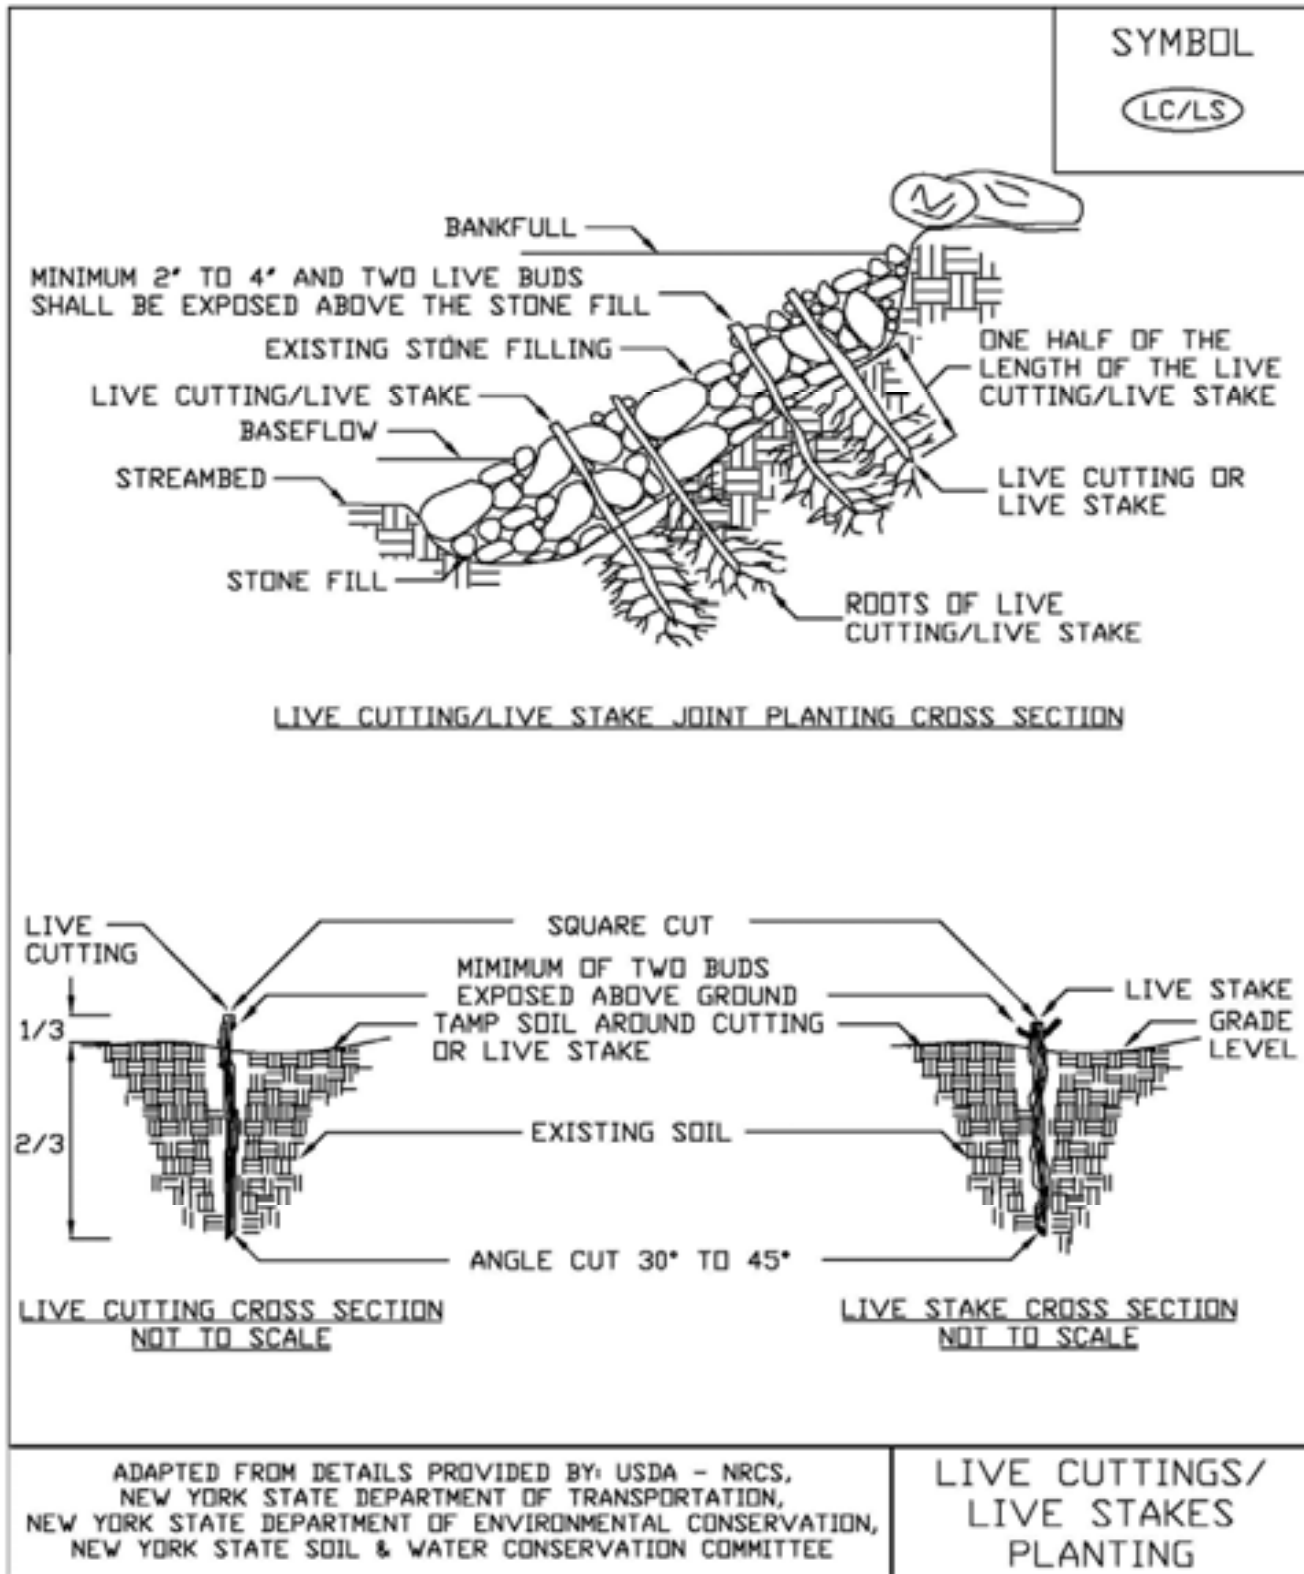 SYMBOL
LC/LS
BANKFULL
MINIMUM 2" TO 4" AND TWO LIVE BUDS
SHALL BE EXPOSED ABOVE THE STONE FILL
EXISTING STONE FILLING
LIVE CUTTING/LIVE STAKE
BASEFLOW
STREAMBED
STONE FILL
ONE HALF OF THE
LENGTH OF THE LIVE
CUTTING/LIVE STAKE
LIVE CUTTING OR
LIVE STAKE
ROOTS OF LIVE
CUTTING/LIVE STAKE
LIVE CUTTING/LIVE STAKE JOINT PLANTING CROSS SECTION
LIVE
CUTTING
1/3
2/3
SQUARE CUT
MIMIMUM OF TWO BUDS
EXPOSED ABOVE GROUND
TAMP SOIL AROUND CUTTING
OR LIVE STAKE
EXISTING SOIL
ANGLE CUT 30° TO 45°
LIVE STAKE
GRADE
LEVEL
LIVE CUTTING CROSS SECTION
NOT TO SCALE
LIVE STAKE CROSS SECTION
NOT TO SCALE
ADAPTED FROM DETAILS PROVIDED BY: USDA - NRCS,
NEW YORK STATE DEPARTMENT OF TRANSPORTATION,
NEW YORK STATE DEPARTMENT OF ENVIRONMENTAL CONSERVATION,
NEW YORK STATE SOIL & WATER CONSERVATION COMMITTEE
LIVE CUTTINGS/
LIVE STAKES
PLANTING